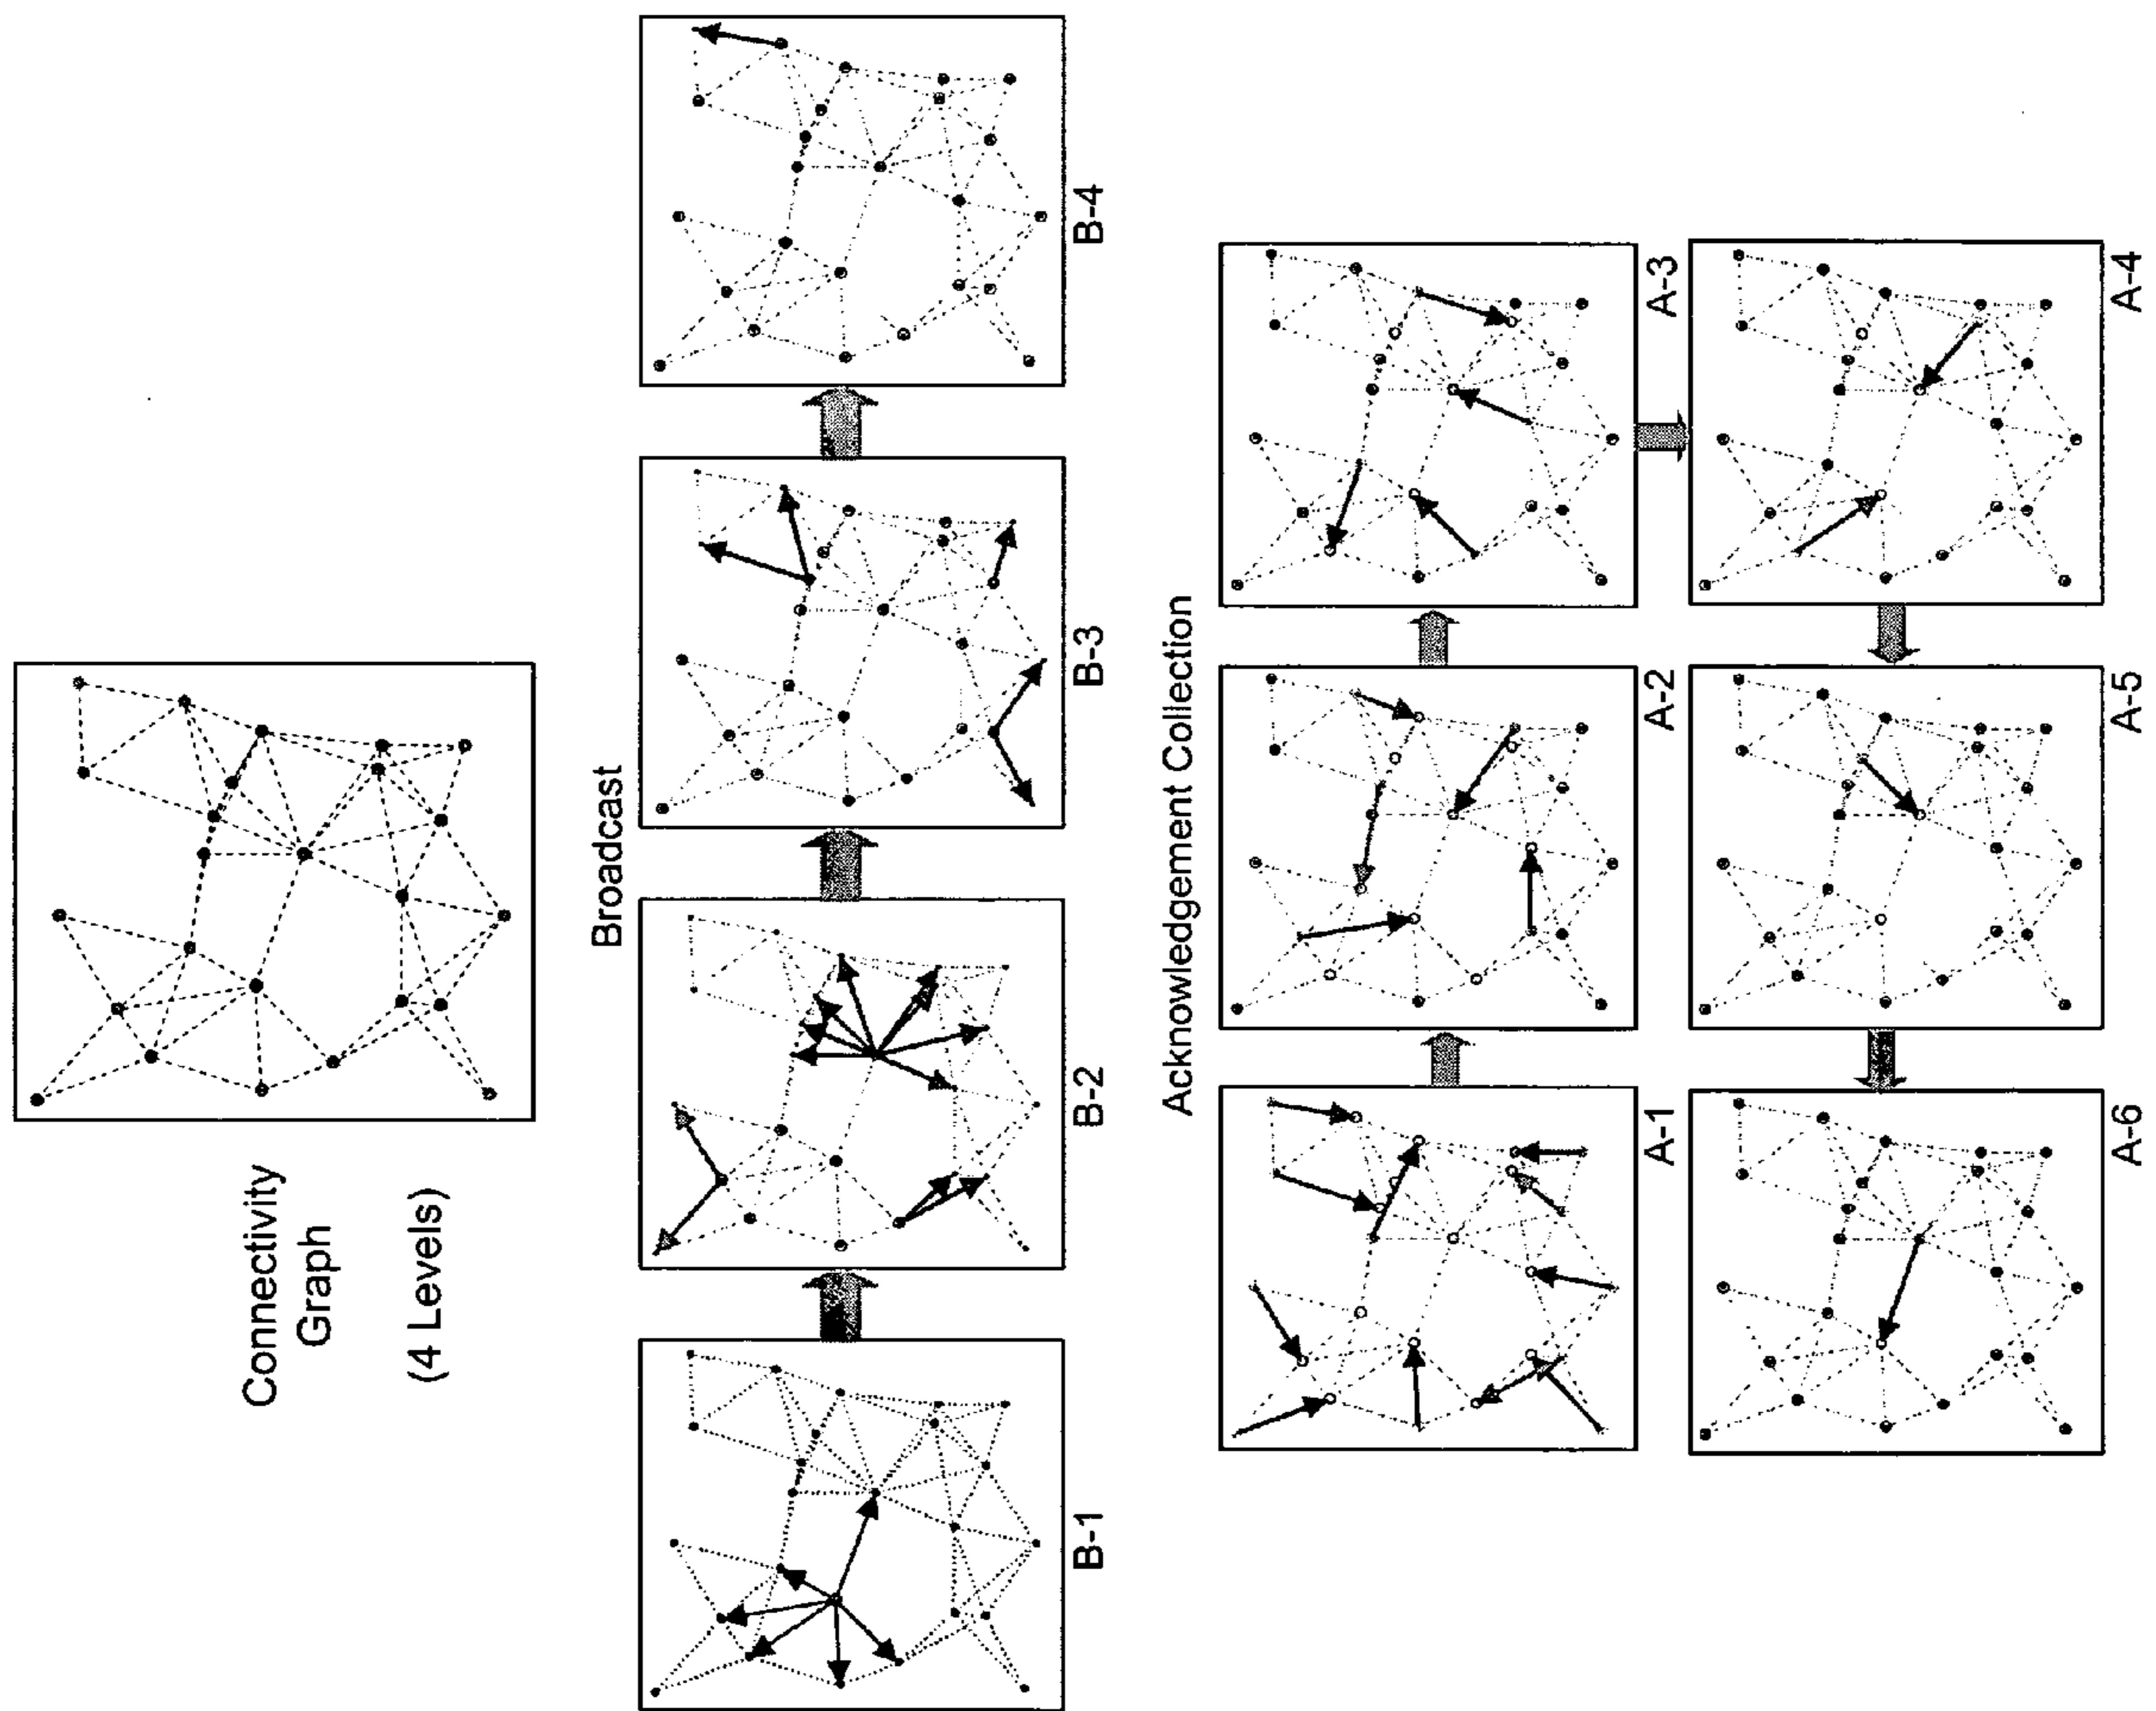 Connectivity
Graph
(4 Levels)
Broadcast
B-1
B-2
B-3
B-4
Acknowledgement Collection
A-1
A-2
A-3
A-6
A-5
A-4